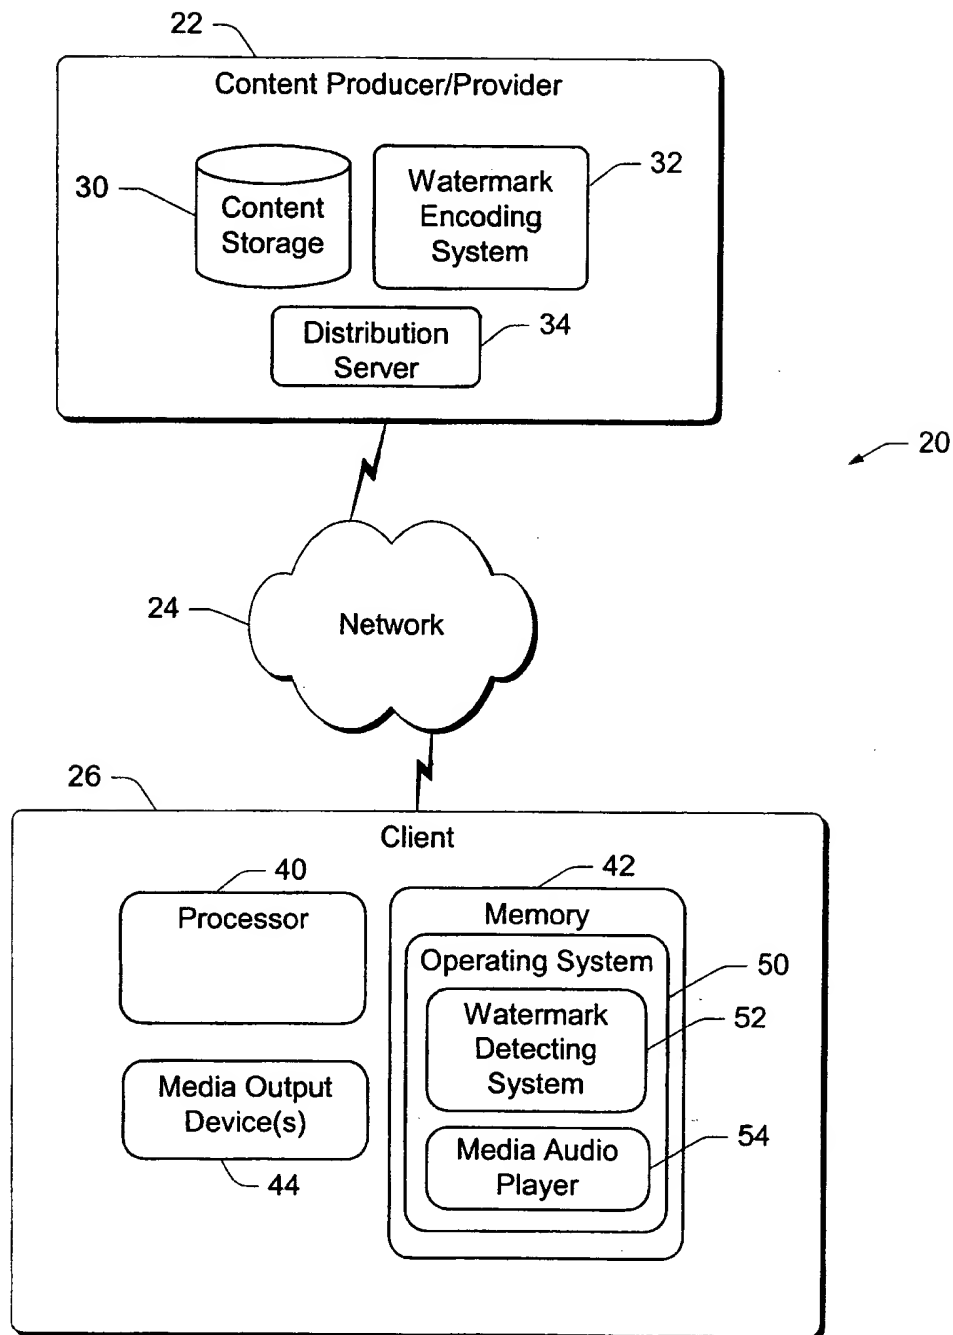 22
Content Producer/Provider
30
Content
Storage
Watermark
Encoding
System
32
Distribution
Server
34
20
24
Network
26
Client
40
Processor
42
Memory
Operating System
50
Watermark
Detecting
System
52
Media Output
Device(s)
44
Media Audio
Player
54